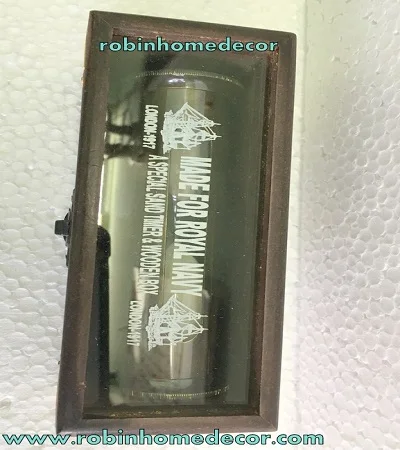 robinhomedecor
MADE FOR ROYAL NAVY
LONDON-1917 A SPECIAL SAND TIMER & WOODEN BOX LONDON-1917
www.robinhomedecor.com